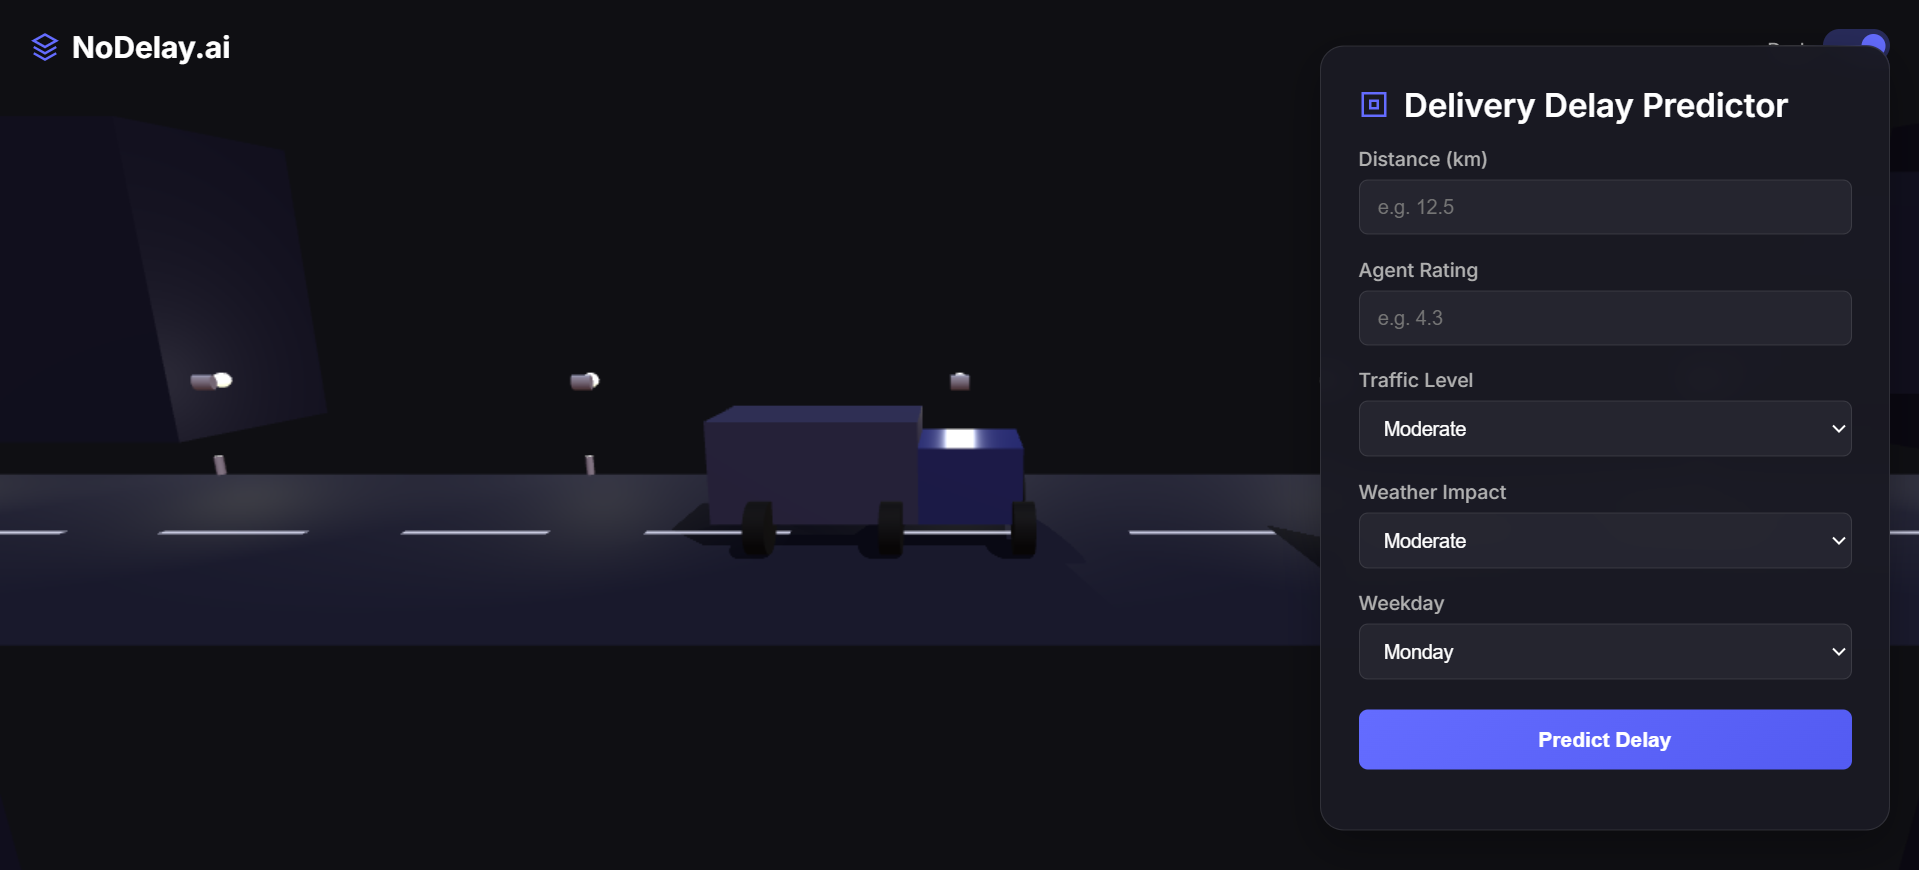 NoDelay.ai
Delivery Delay Predictor
Distance (km)
e.g. 12.5
Agent Rating
e.g. 4.3
Traffic Level
Moderate
Weather Impact
Moderate
Weekday
Monday
Predict Delay